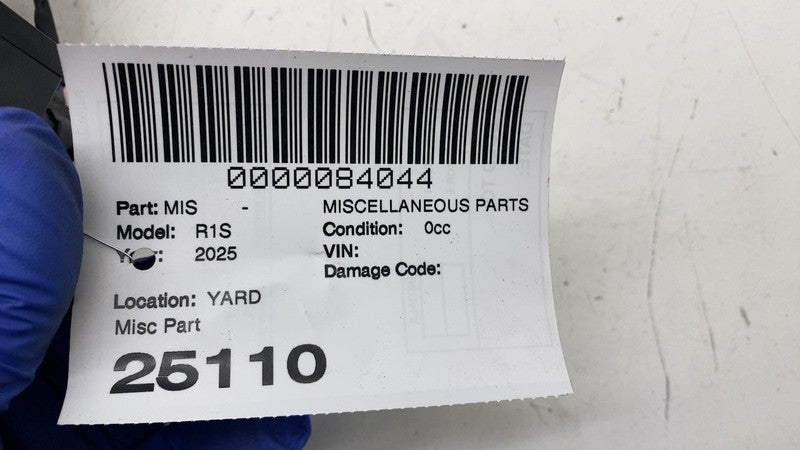 0000084044
Part: MIS - MISCELLANEOUS PARTS
Model: R1S Condition: 0cc
2025 VIN:
Damage Code:
Location: YARD
Misc Part
25110